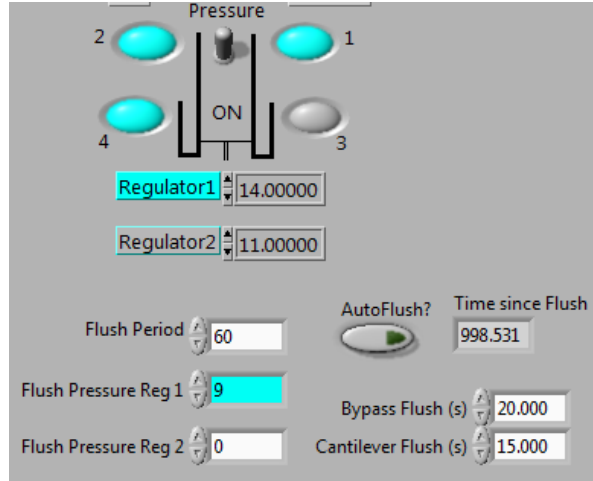 Pressure
2
1
ON
4
3
Regulator1 14.00000
Regulator2 11.00000
AutoFlush? Time since Flush
Flush Period 60
998.531
Flush Pressure Reg 1 9
Bypass Flush (s) 20.000
Flush Pressure Reg 2 0
Cantilever Flush (s) 15.000